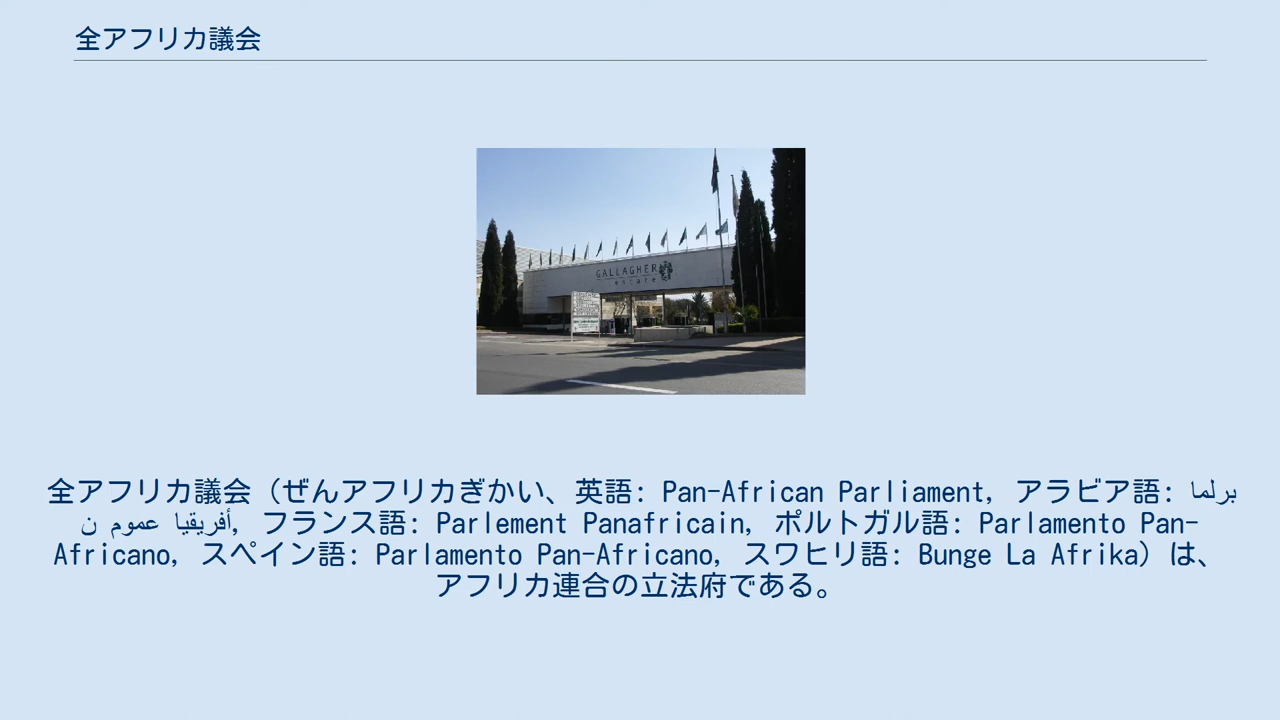 全アフリカ議会
GALLAGHER
estate
全アフリカ議会（ぜんアフリカぎかい、英語: Pan-African Parliament, アラビア語: برلما
ن عموم أفريقيا, フランス語: Parlement Panafricain, ポルトガル語: Parlamento Pan-
Africano, スペイン語: Parlamento Pan-Africano, スワヒリ語: Bunge La Afrika）は、
アフリカ連合の立法府である。